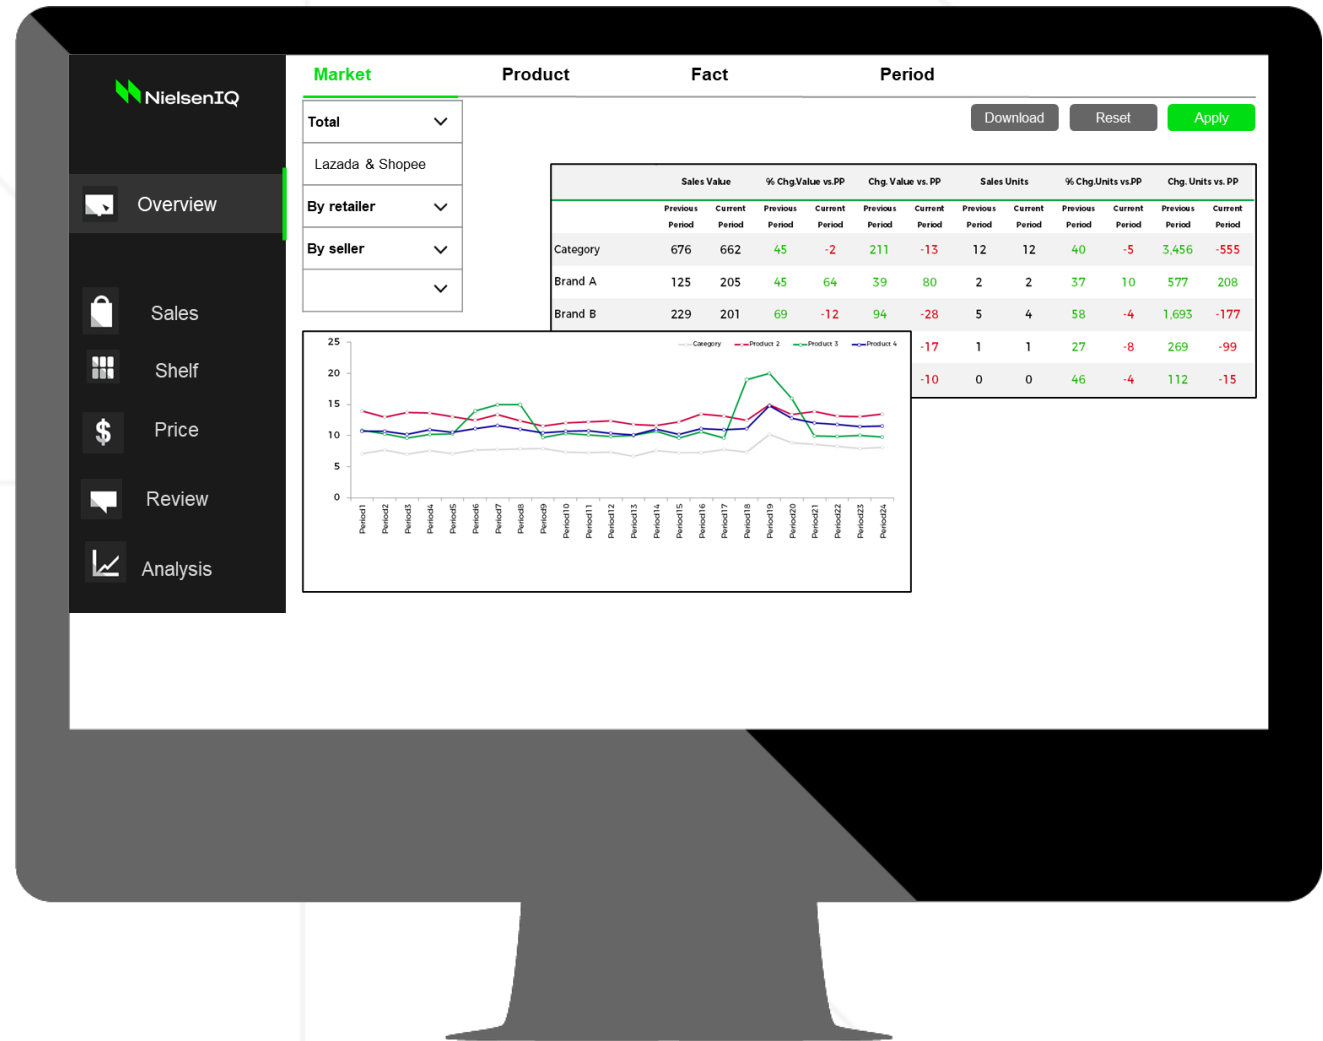 NielsenIQ
Overview
Sales
Shelf
Price
Review
Analysis
Market Product Fact Period
Total
Lazada & Shopee
By retailer
By seller
Download Reset Apply
Sales Value % Chg.Value vs.PP Chg. Value vs. PP Sales Units % Chg.Units vs.PP Chg. Units vs. PP
Previous Current Previous Current Previous Current Previous Current Previous Current Previous Current
Period Period Period Period Period Period Period Period Period Period Period Period
Category 676 662 45 -2 211 -13 12 12 40 -5 3,456 -555
Brand A 125 205 45 64 39 80 2 2 37 10 577 208
Brand B 229 201 69 -12 94 -28 5 4 58 -4 1,693 -177
-17 1 1 27 -8 269 -99
-10 0 0 46 -4 112 -15
Category Product 2 Product 3 Product 4
25
20
15
10
5
0
Period1 Period2 Period3 Period4 Period5 Period6 Period7 Period8 Period9 Period10 Period11 Period12 Period13 Period14 Period15 Period16 Period17 Period18 Period19 Period20 Period21 Period22 Period23 Period24